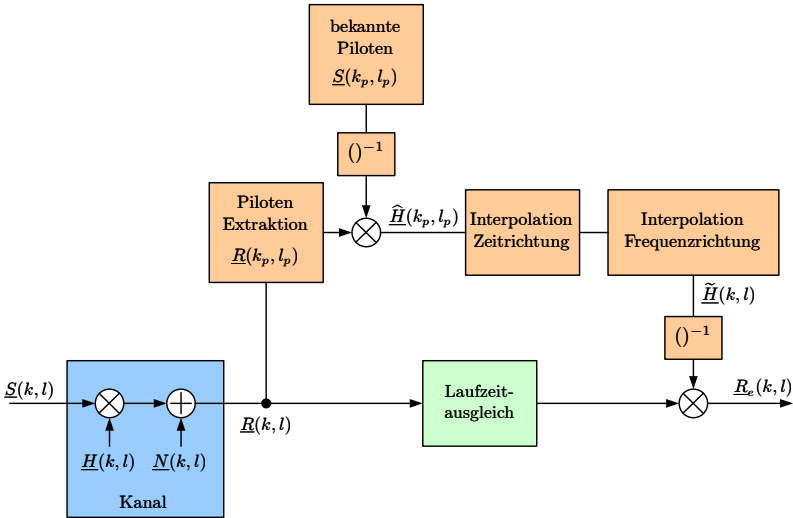 bekannte
Piloten
S(kp, lp)
()⁻¹
Piloten
Extraktion
R(kp, lp)
Ĥ(kp, lp)
Interpolation
Zeitrichtung
Interpolation
Frequenzrichtung
H̃(k, l)
()⁻¹
S(k, l)
H(k, l)
N(k, l)
Kanal
R(k, l)
Laufzeit-
ausgleich
Re(k, l)